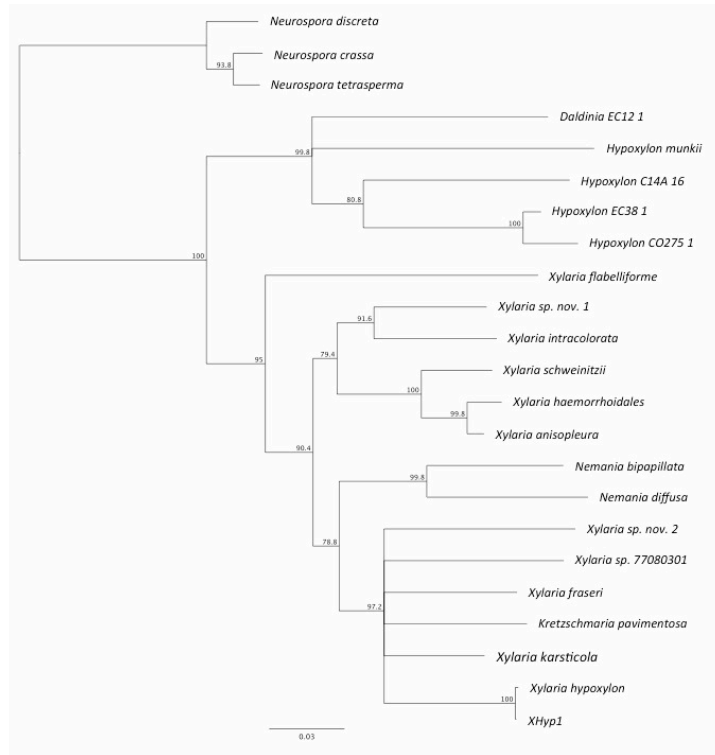 Neurospora discreta
Neurospora crassa
93.8
Neurospora tetrasperma
Daldinia EC12 1
Hypoxylon munkii
99.8
Hypoxylon C14A 16
80.8
Hypoxylon EC38 1
100
Hypoxylon CO275 1
100
Xylaria flabelliforme
Xylaria sp. nov. 1
91.6
Xylaria intracolorata
79.4
95
Xylaria schweinitzii
100
Xylaria haemorrhoidales
99.8
Xylaria anisopleura
90.4
Nemania bipapillata
99.8
Nemania diffusa
Xylaria sp. nov. 2
78.8
Xylaria sp. 77080301
Xylaria fraseri
97.2
Kretzschmaria pavimentosa
Xylaria karsticola
Xylaria hypoxylon
100
XHyp1
0.03